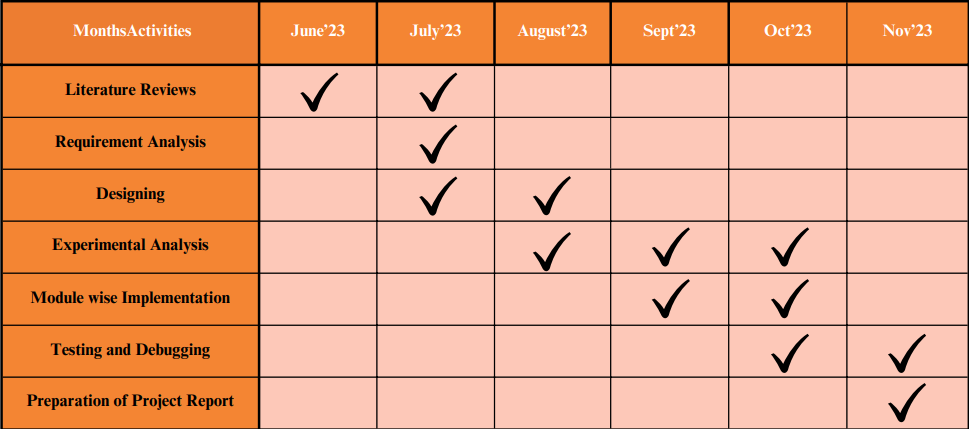 MonthsActivities June’23 July’23 August’23 Sept’23 Oct’23 Nov’23
Literature Reviews ✓ ✓
Requirement Analysis ✓
Designing ✓ ✓
Experimental Analysis ✓ ✓ ✓
Module wise Implementation ✓ ✓
Testing and Debugging ✓ ✓
Preparation of Project Report ✓